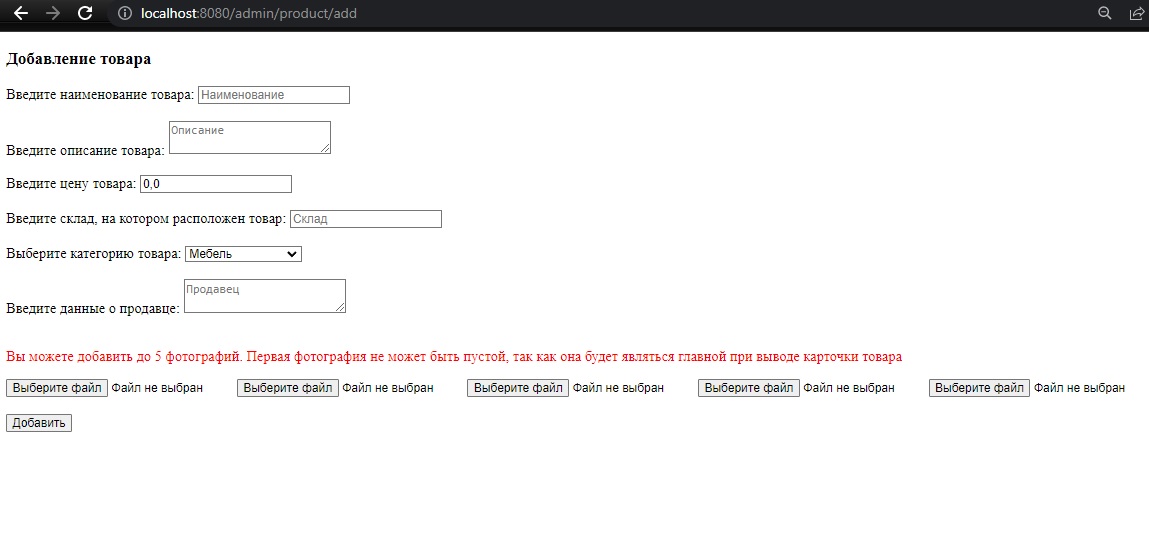 localhost:8080/admin/product/add
Добавление товара
Введите наименование товара: Наименование
Введите описание товара: Описание
Введите цену товара: 0,0
Введите склад, на котором расположен товар: Склад
Выберите категорию товара: Мебель
Введите данные о продавце: Продавец
Вы можете добавить до 5 фотографий. Первая фотография не может быть пустой, так как она будет являться главной при выводе карточки товара
Выберите файл Файл не выбран Выберите файл Файл не выбран Выберите файл Файл не выбран Выберите файл Файл не выбран Выберите файл Файл не выбран
Добавить